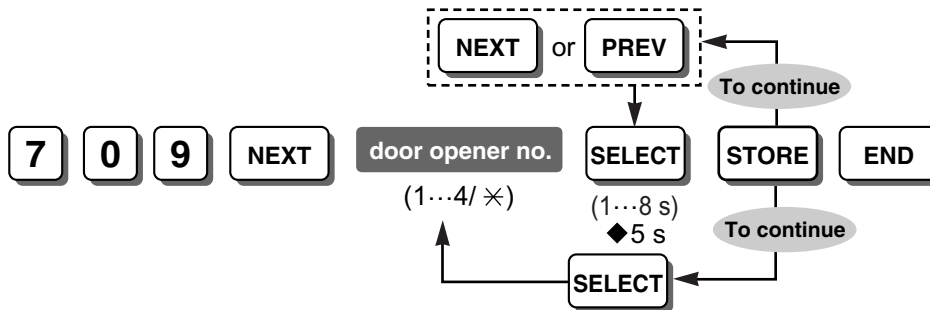 NEXT or PREV
To continue
7 0 9 NEXT door opener no. SELECT STORE END
(1···4/ ✳)
(1···8 s)
◆5 s
To continue
SELECT